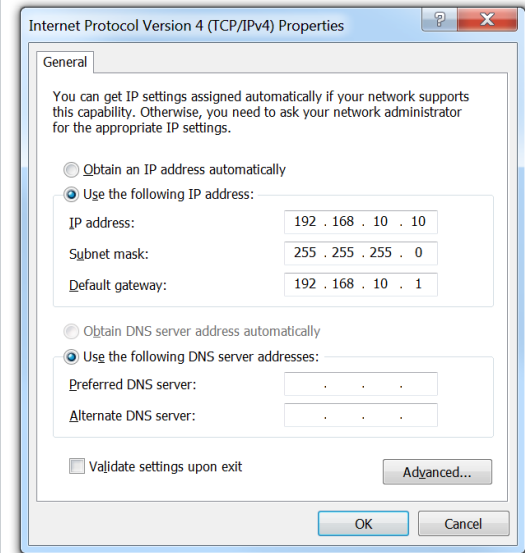 Internet Protocol Version 4 (TCP/IPv4) Properties
General
You can get IP settings assigned automatically if your network supports
this capability. Otherwise, you need to ask your network administrator
for the appropriate IP settings.
Obtain an IP address automatically
Use the following IP address:
IP address: 192 . 168 . 10 . 10
Subnet mask: 255 . 255 . 255 . 0
Default gateway: 192 . 168 . 10 . 1
Obtain DNS server address automatically
Use the following DNS server addresses:
Preferred DNS server: . . .
Alternate DNS server: . . .
Validate settings upon exit
Advanced...
OK Cancel